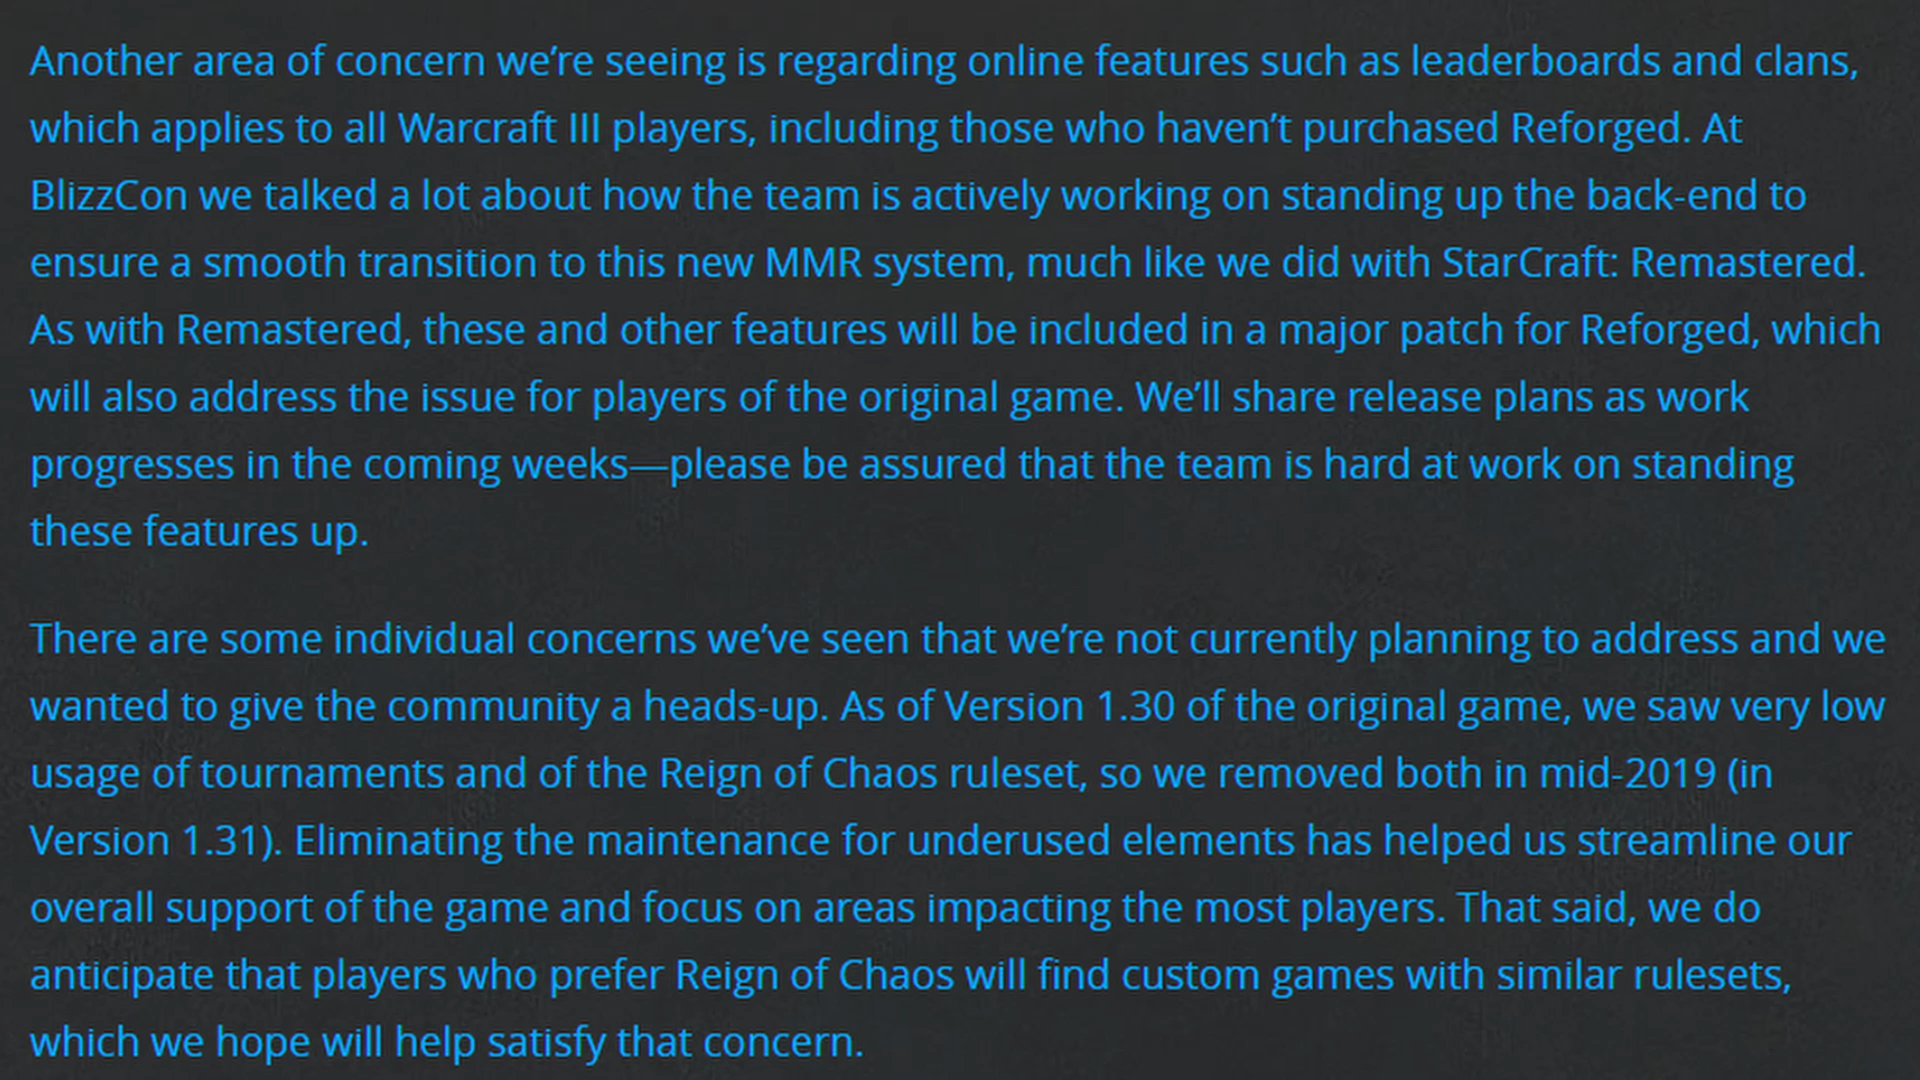 Another area of concern we’re seeing is regarding online features such as leaderboards and clans,
which applies to all Warcraft III players, including those who haven’t purchased Reforged. At
BlizzCon we talked a lot about how the team is actively working on standing up the back-end to
ensure a smooth transition to this new MMR system, much like we did with StarCraft: Remastered.
As with Remastered, these and other features will be included in a major patch for Reforged, which
will also address the issue for players of the original game. We’ll share release plans as work
progresses in the coming weeks—please be assured that the team is hard at work on standing
these features up.
There are some individual concerns we’ve seen that we’re not currently planning to address and we
wanted to give the community a heads-up. As of Version 1.30 of the original game, we saw very low
usage of tournaments and of the Reign of Chaos ruleset, so we removed both in mid-2019 (in
Version 1.31). Eliminating the maintenance for underused elements has helped us streamline our
overall support of the game and focus on areas impacting the most players. That said, we do
anticipate that players who prefer Reign of Chaos will find custom games with similar rulesets,
which we hope will help satisfy that concern.